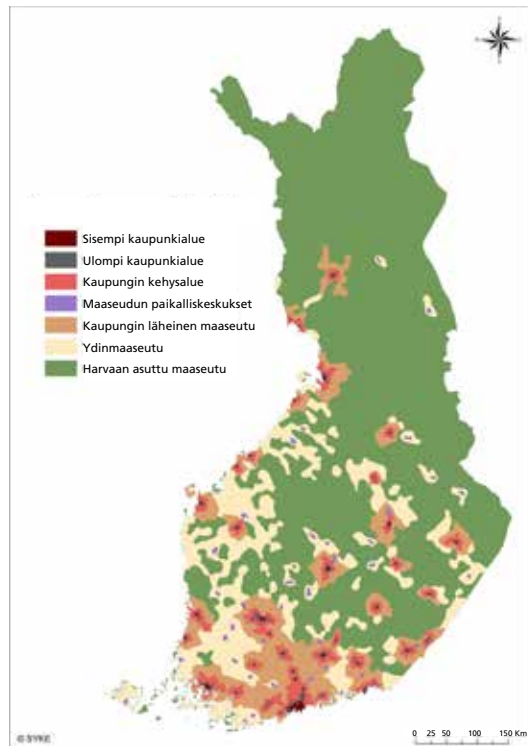 Sisempi kaupunkialue
Ulompi kaupunkialue
Kaupungin kehysalue
Maaseudun paikalliskeskukset
Kaupungin läheinen maaseutu
Ydinmaaseutu
Harvaan asuttu maaseutu
© SYKE
0 25 50 100 150 Km